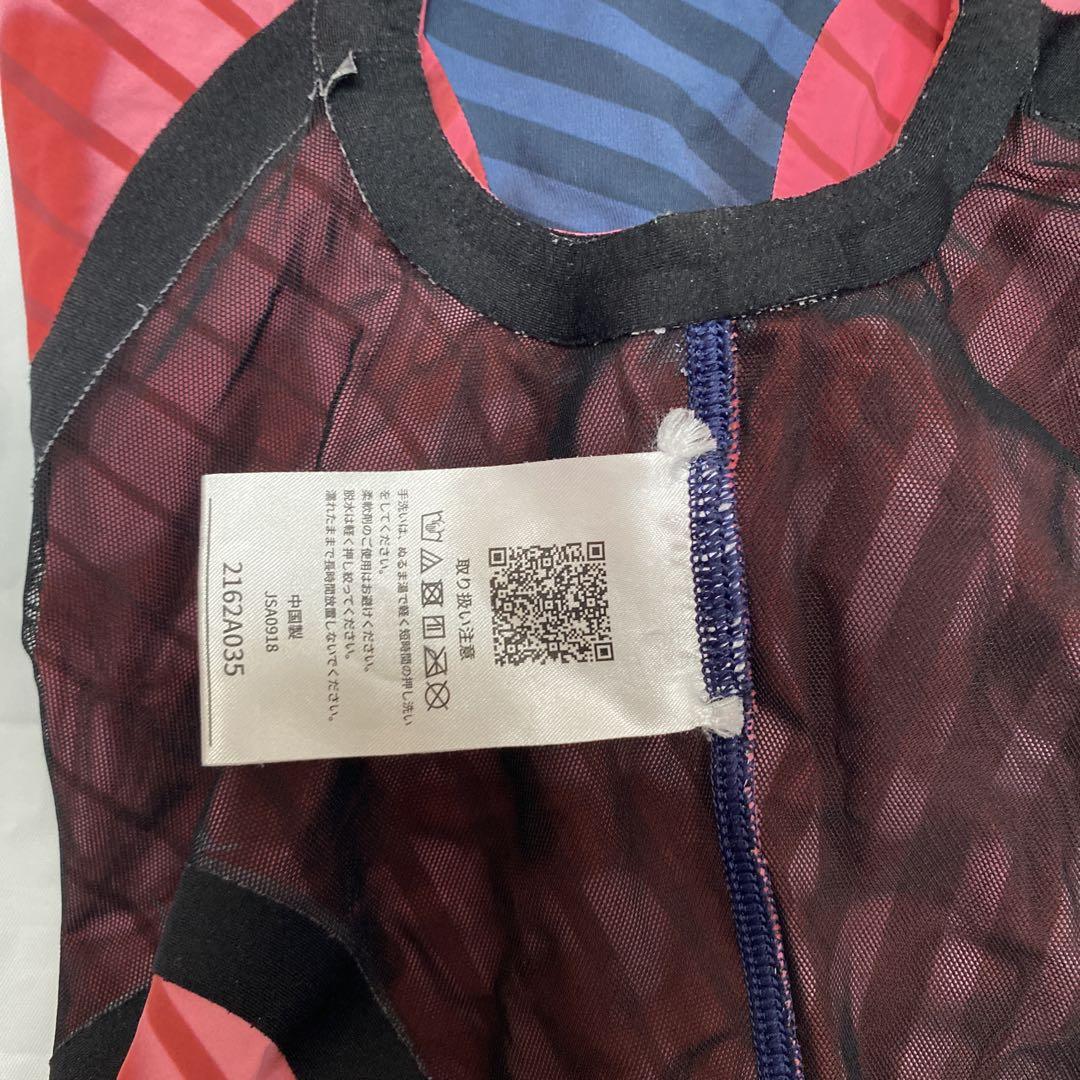 取り扱い注意
手洗いは、ぬるま湯で軽く短時間の押し洗い
をしてください。
柔軟剤のご使用はお避けください。
脱水は軽く押し絞ってください。
濡れたままで長時間放置しないでください。
中国製
JSA0918
2162A035